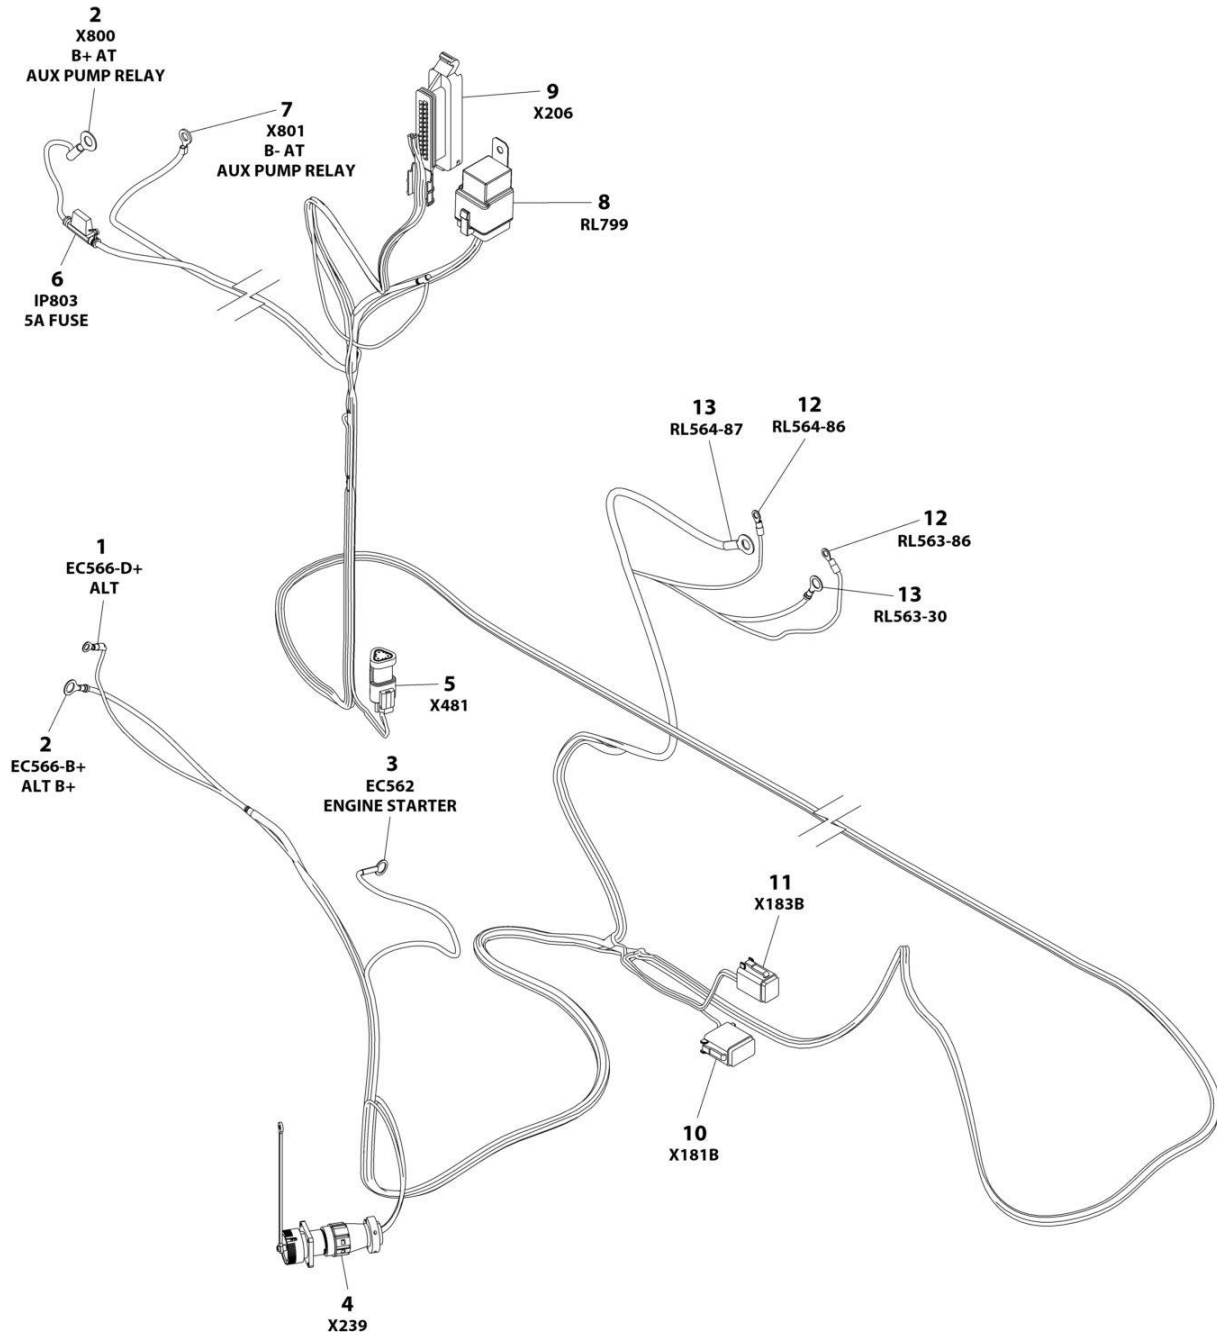 2
X800
B+ AT
AUX PUMP RELAY
7
X801
B- AT
AUX PUMP RELAY
9
X206
8
RL799
6
IP803
5A FUSE
13
RL564-87
12
RL564-86
12
RL563-86
13
RL563-30
1
EC566-D+
ALT
5
X481
2
EC566-B+
ALT B+
3
EC562
ENGINE STARTER
11
X183B
10
X181B
4
X239